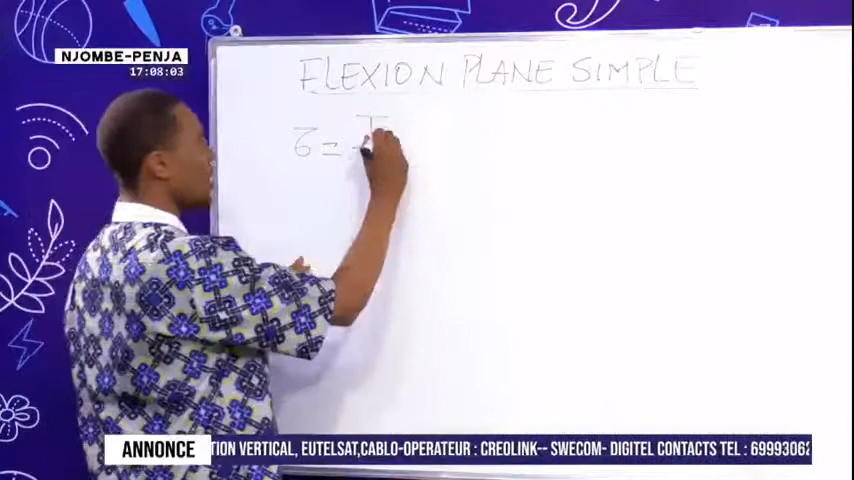 NJOMBE-PENJA
17:08:03
FLEXION PLANE SIMPLE
σ = T
ANNONCE
TION VERTICAL, EUTELSAT,CABLO-OPERATEUR : CREOLINK-- SWECOM- DIGITEL CONTACTS TEL : 69993062